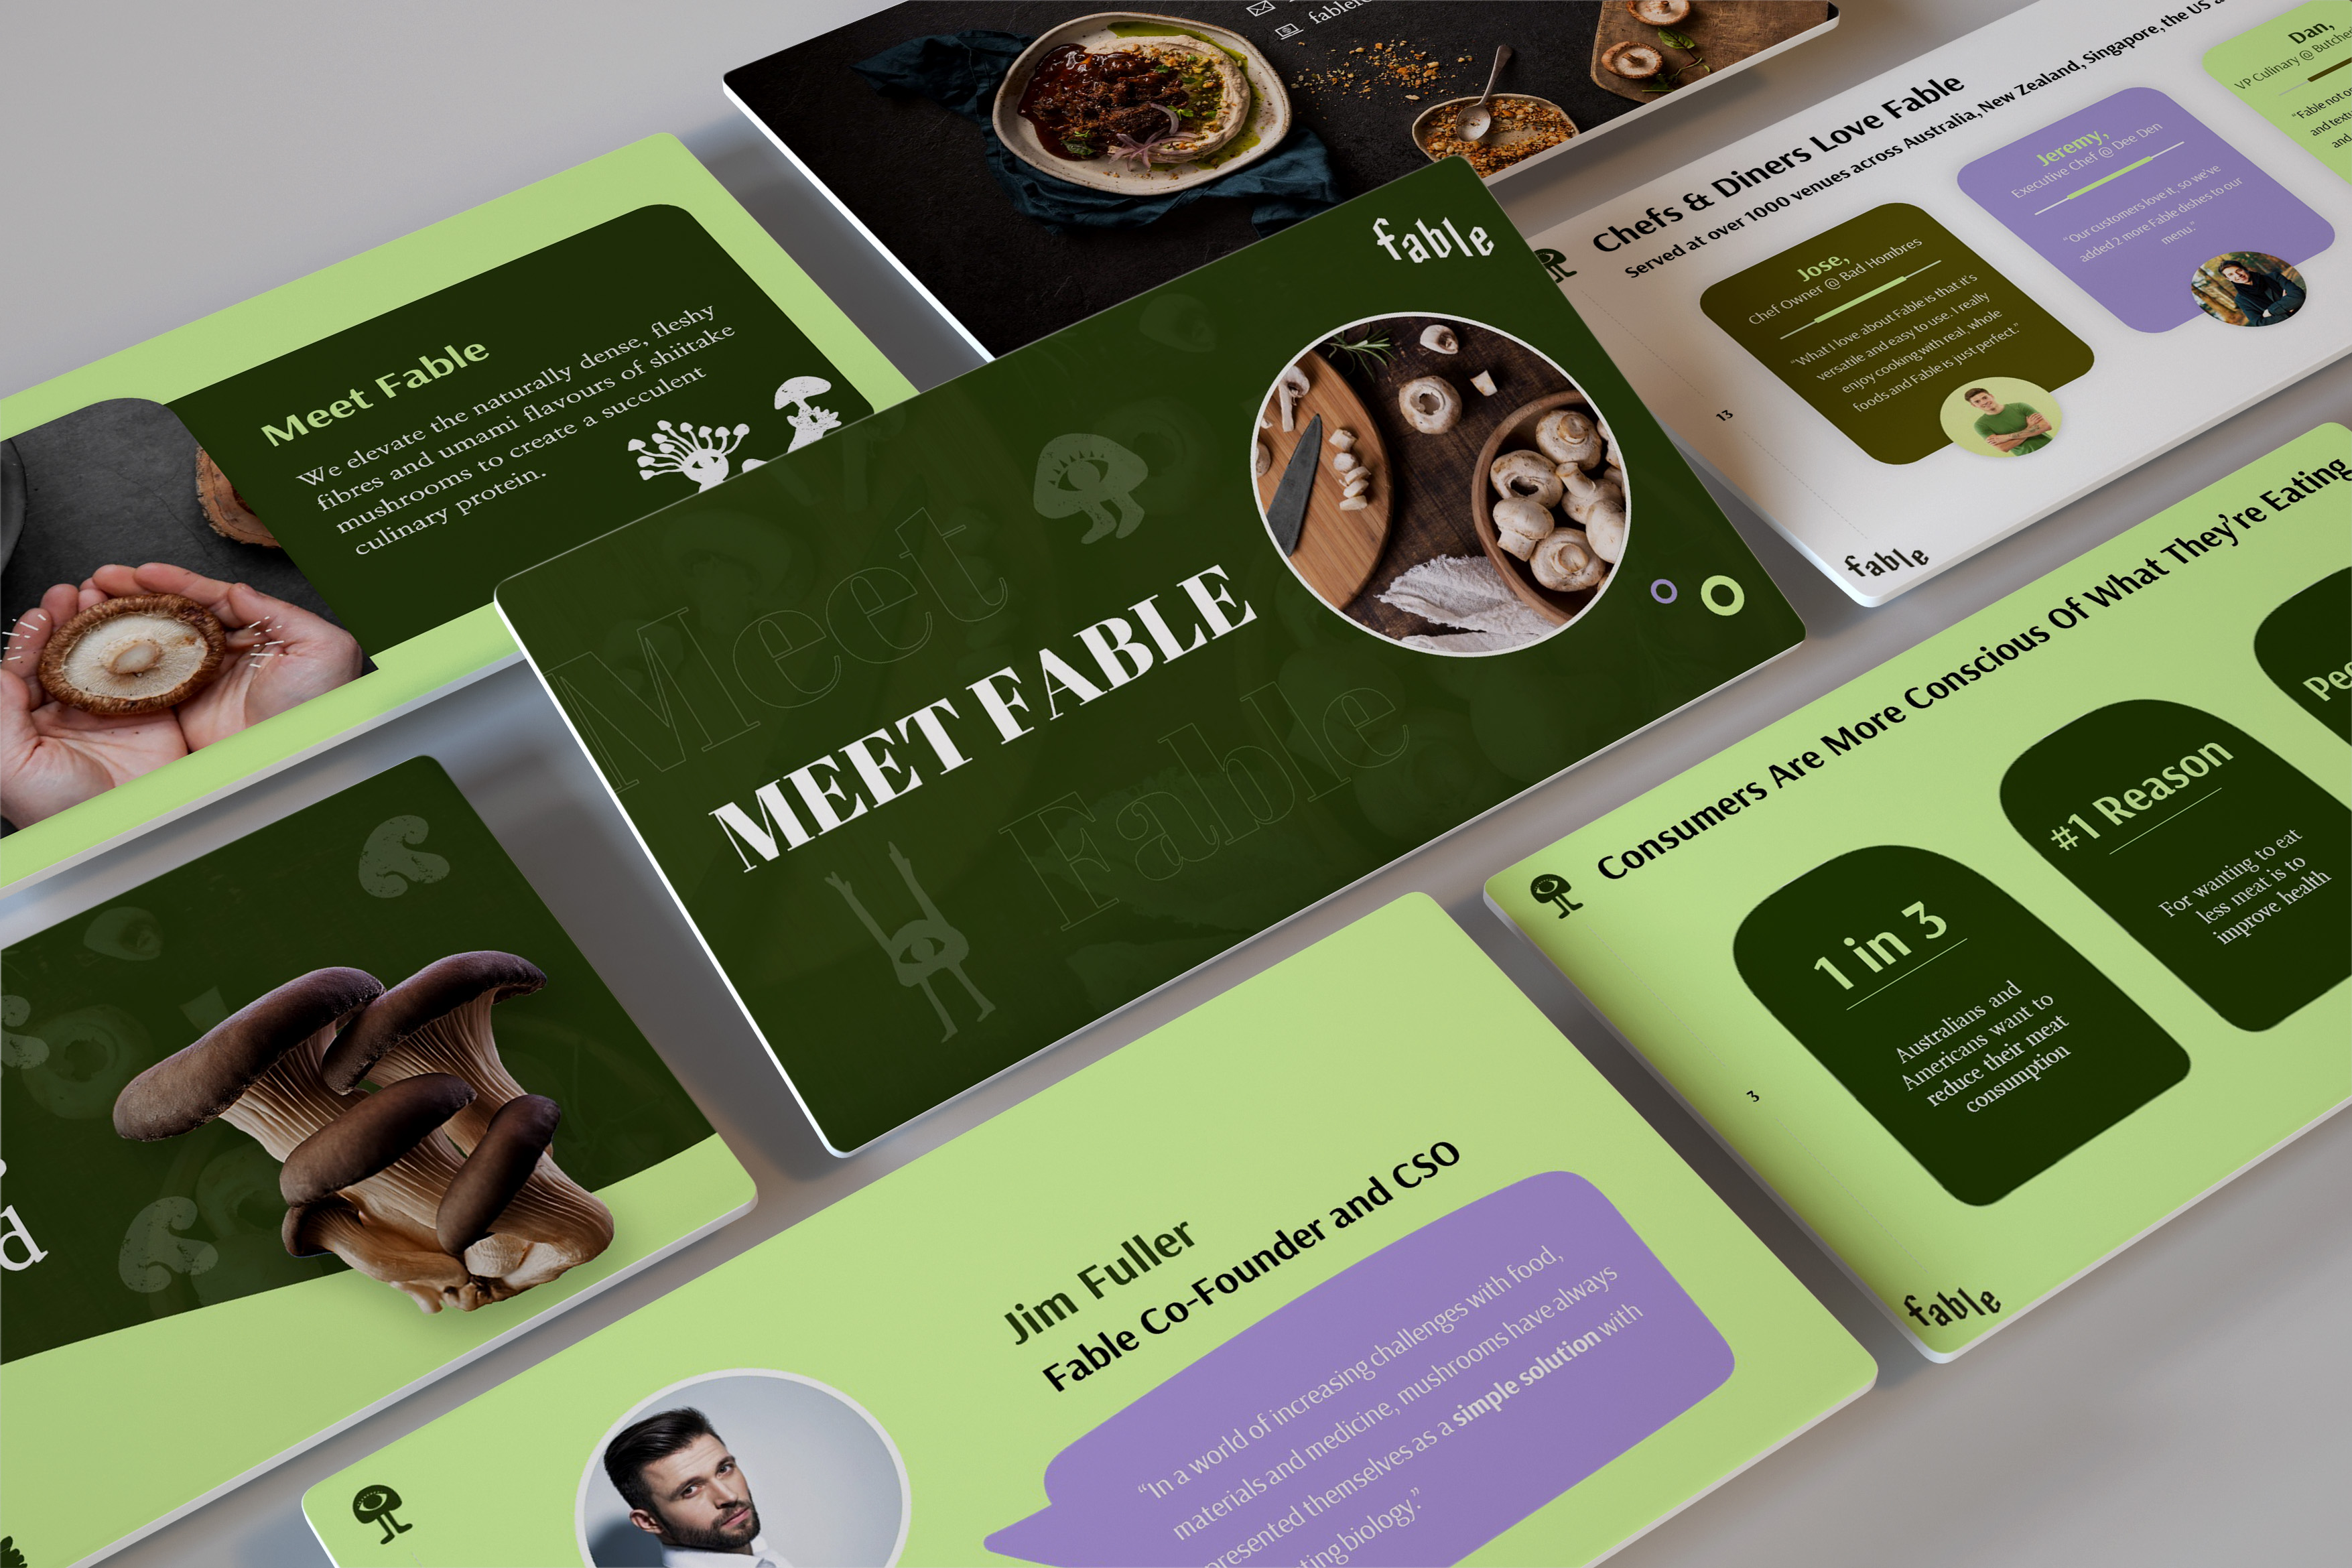 Meet Fable
We elevate the naturally dense, fleshy
fibres and umami flavours of shiitake
mushrooms to create a succulent
culinary protein.
fable
Meet
MEET FABLE
Fable
Chefs & Diners Love Fable
Served at over 1000 venues across Australia, New Zealand, Singapore, the US
Jose,
Chef Owner @ Bad Hombres
“What I love about Fable is that it's
versatile and easy to use. I really
enjoy cooking with real, whole
foods and Fable is just perfect.”
Jeremy,
Executive Chef @ Dee Den
“Our customers love it, so we've
added 2 more Fable dishes to our
menu.”
Dan,
VP Culinary @
“Fable not
and
and
13
fable
Consumers Are More Conscious Of What They're Eating
1 in 3
Australians and
Americans want to
reduce their meat
consumption
#1 Reason
For wanting to eat
less meat is to
improve health
3
fable
Jim Fuller
Fable Co-Founder and CSO
“In a world of increasing challenges with food,
materials and medicine, mushrooms have always
presented themselves as a simple solution with
biology.”